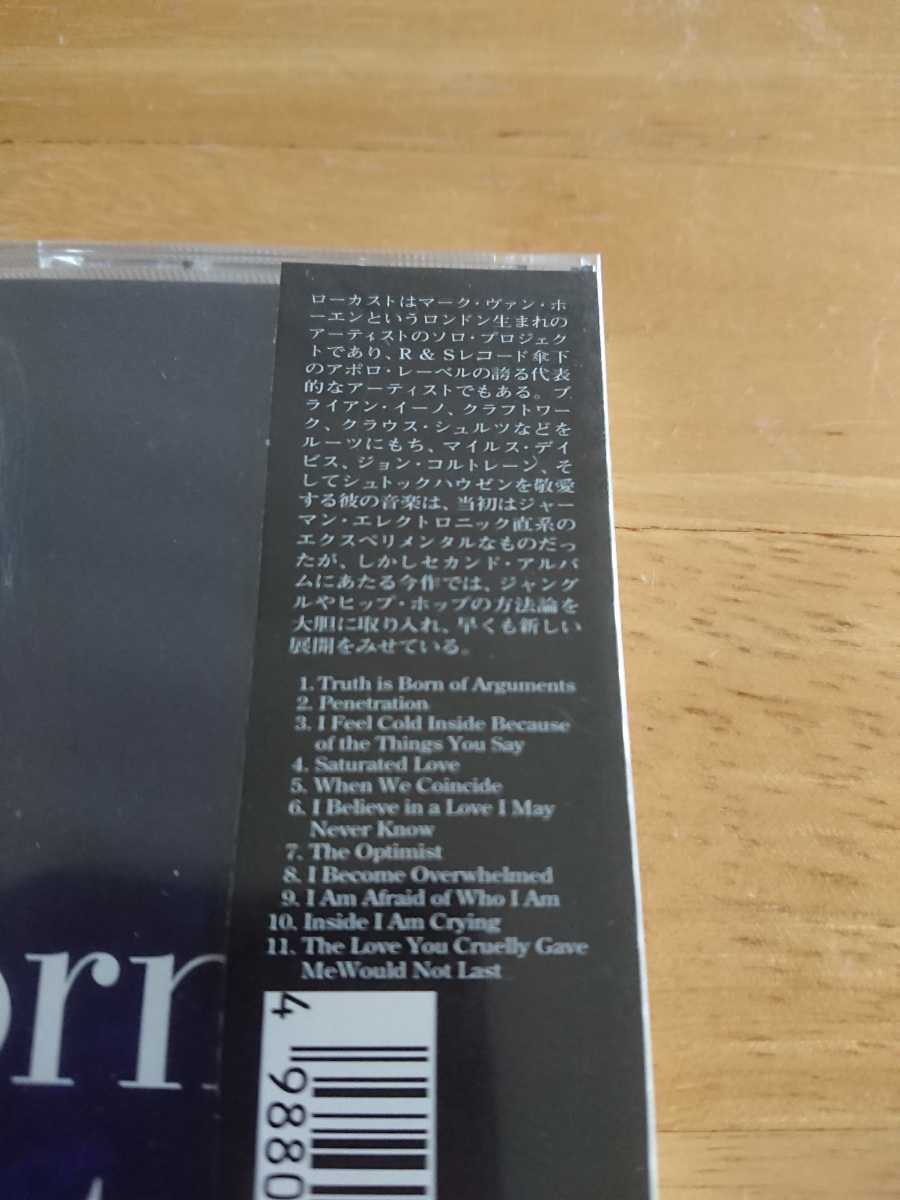 ローカストはマーク・ヴァン・ホ
ーエンというロンドン生まれの
アーティストのソロ・プロジェク
トであり、R＆Sレコード傘下
のアポロ・レーベルの誇る代表
的なアーティストでもある。ブ
ライアン・イーノ、クラフトワー
ク、クラウス・シュルツなどを
ルーツにもち、マイルス・デイ
ビス、ジョン・コルトレーン、そ
してシュトックハウゼンを敬愛
する彼の音楽は、当初はジャー
マン・エレクトロニック直系の
エクスペリメンタルなものだっ
たが、しかしセカンド・アルバ
ムにあたる今作では、ジャング
ルやヒップ・ホップの方法論を
大胆に取り入れ、早くも新しい
展開をみせている。
1. Truth is Born of Arguments
2. Penetration
3. I Feel Cold Inside Because
of the Things You Say
4. Saturated Love
5. When We Coincide
6. I Believe in a Love I May
Never Know
7. The Optimist
8. I Become Overwhelmed
9. I Am Afraid of Who I Am
10. Inside I Am Crying
11. The Love You Cruelly Gave
MeWould Not Last
orn
4 9880